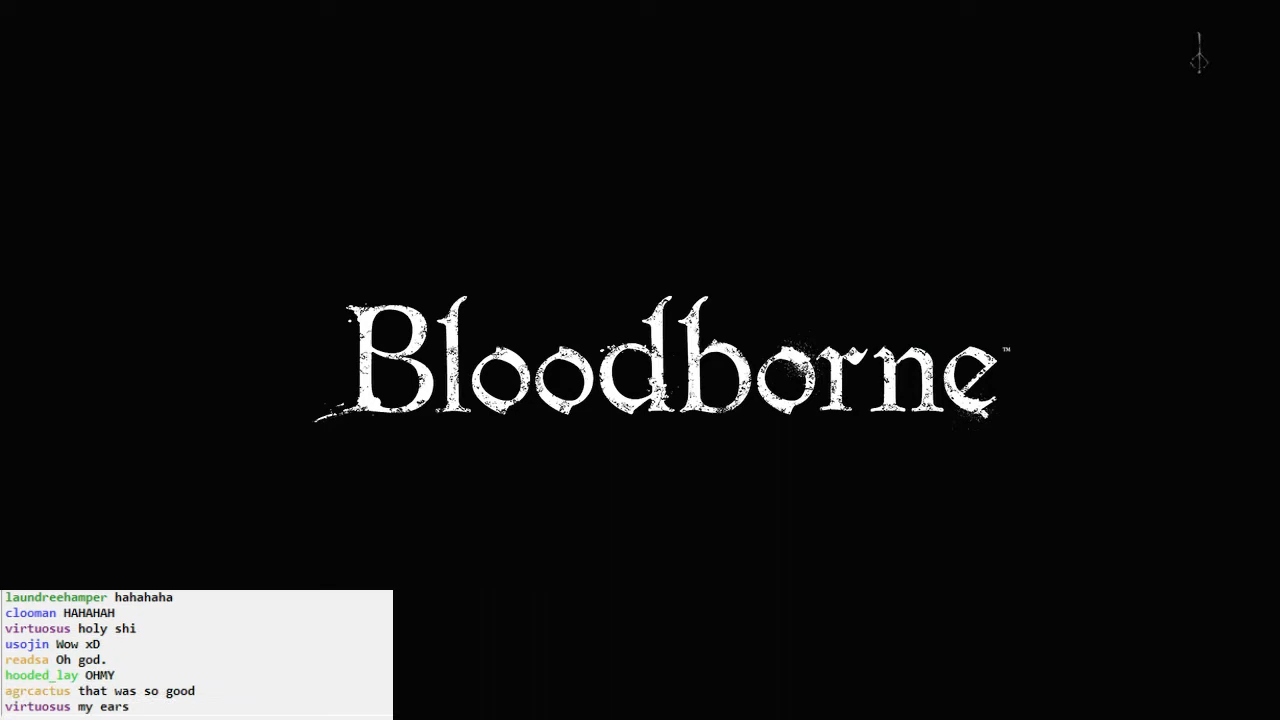 Bloodborne™
laundreehamper hahahaha
clooman HAHAHAH
virtuosus holy shi
usojin Wow xD
readsa Oh god.
hooded_lay OHMY
agrcactus that was so good
virtuosus my ears